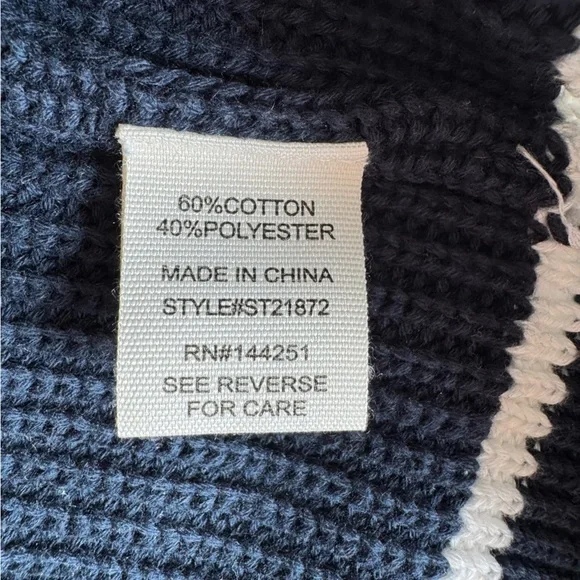 60%COTTON
40%POLYESTER
MADE IN CHINA
STYLE#ST21872
RN#144251
SEE REVERSE
FOR CARE